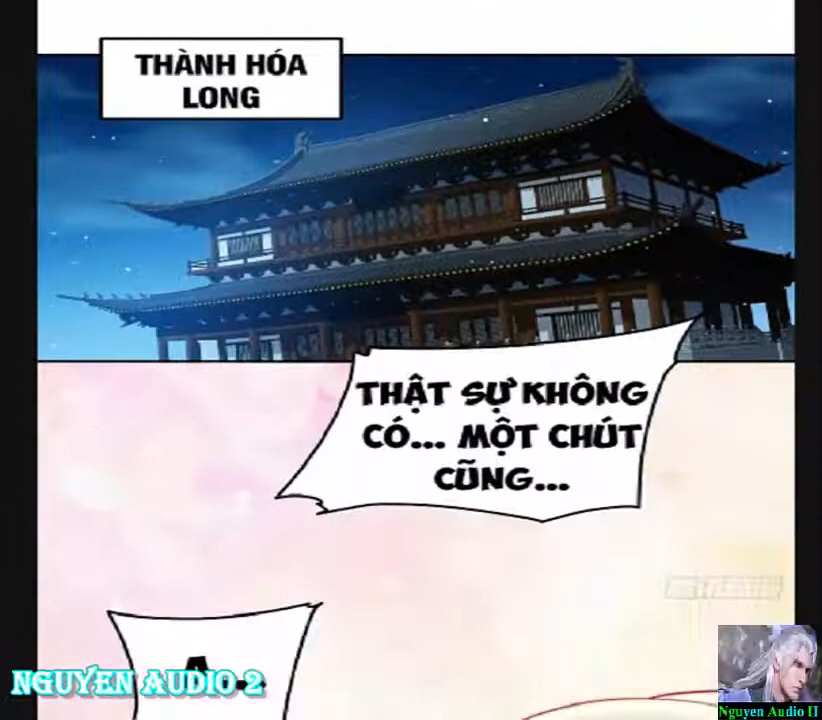 THÀNH HÓA
LONG
THẬT SỰ KHÔNG
CÓ... MỘT CHÚT
CŨNG...
A...
NGUYEN AUDIO 2
Nguyen Audio II